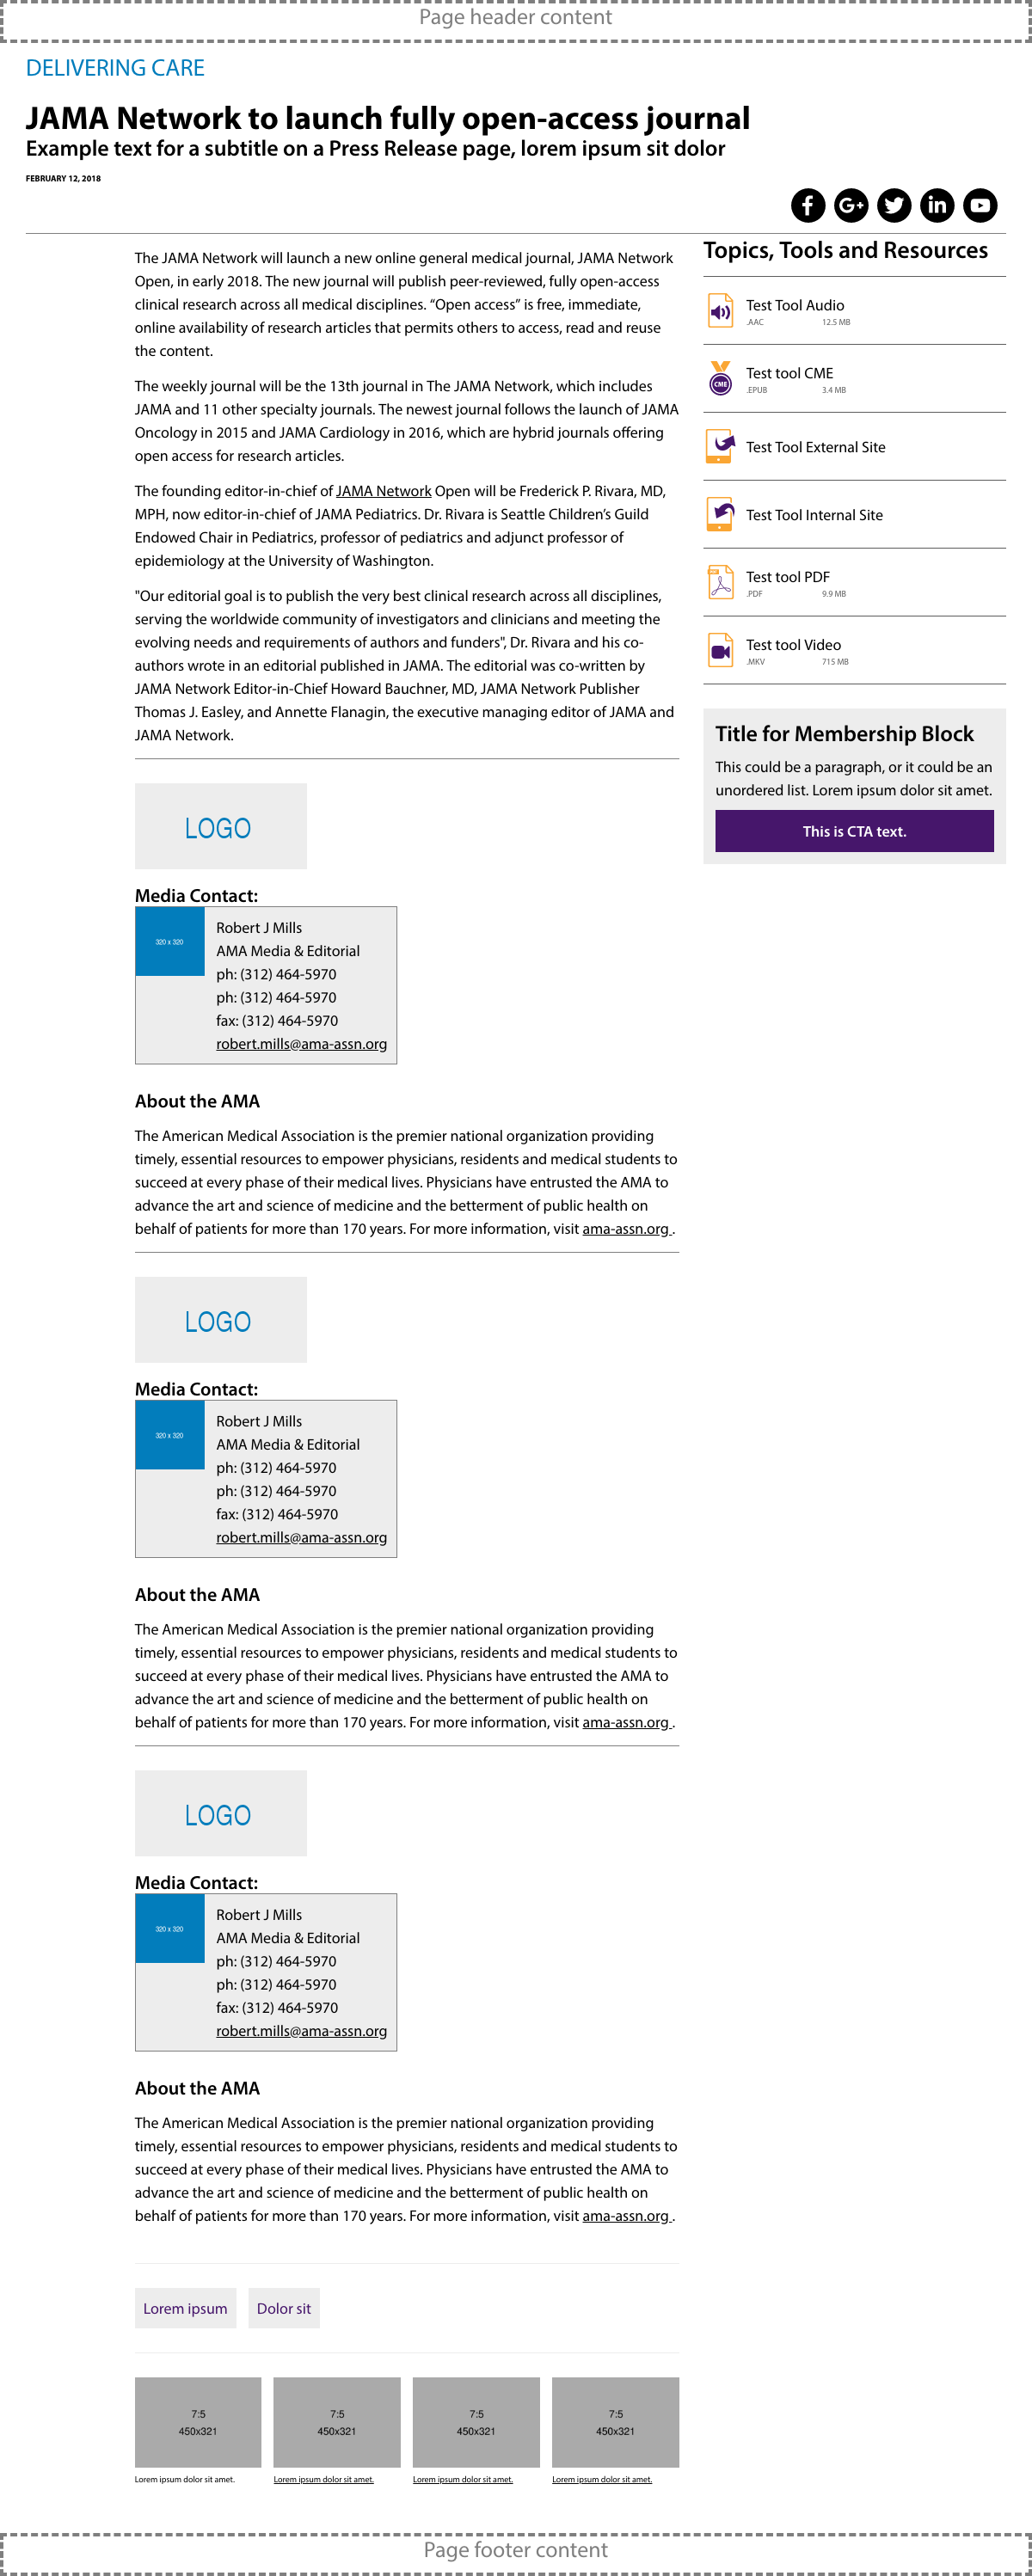 Page header content
DELIVERING CARE
JAMA Network to launch fully open-access journal
Example text for a subtitle on a Press Release page, lorem ipsum sit dolor
FEBRUARY 12, 2018
The JAMA Network will launch a new online general medical journal, JAMA Network
Open, in early 2018. The new journal will publish peer-reviewed, fully open-access
clinical research across all medical disciplines. “Open access” is free, immediate,
online availability of research articles that permits others to access, read and reuse
the content.
The weekly journal will be the 13th journal in The JAMA Network, which includes
JAMA and 11 other specialty journals. The newest journal follows the launch of JAMA
Oncology in 2015 and JAMA Cardiology in 2016, which are hybrid journals offering
open access for research articles.
The founding editor-in-chief of JAMA Network Open will be Frederick P. Rivara, MD,
MPH, now editor-in-chief of JAMA Pediatrics. Dr. Rivara is Seattle Children’s Guild
Endowed Chair in Pediatrics, professor of pediatrics and adjunct professor of
epidemiology at the University of Washington.
"Our editorial goal is to publish the very best clinical research across all disciplines,
serving the worldwide community of investigators and clinicians and meeting the
evolving needs and requirements of authors and funders", Dr. Rivara and his co-
authors wrote in an editorial published in JAMA. The editorial was co-written by
JAMA Network Editor-in-Chief Howard Bauchner, MD, JAMA Network Publisher
Thomas J. Easley, and Annette Flanagin, the executive managing editor of JAMA and
JAMA Network.
LOGO
Media Contact:
320 x 320
Robert J Mills
AMA Media & Editorial
ph: (312) 464-5970
ph: (312) 464-5970
fax: (312) 464-5970
robert.mills@ama-assn.org
About the AMA
The American Medical Association is the premier national organization providing
timely, essential resources to empower physicians, residents and medical students to
succeed at every phase of their medical lives. Physicians have entrusted the AMA to
advance the art and science of medicine and the betterment of public health on
behalf of patients for more than 170 years. For more information, visit ama-assn.org .
LOGO
Media Contact:
320 x 320
Robert J Mills
AMA Media & Editorial
ph: (312) 464-5970
ph: (312) 464-5970
fax: (312) 464-5970
robert.mills@ama-assn.org
About the AMA
The American Medical Association is the premier national organization providing
timely, essential resources to empower physicians, residents and medical students to
succeed at every phase of their medical lives. Physicians have entrusted the AMA to
advance the art and science of medicine and the betterment of public health on
behalf of patients for more than 170 years. For more information, visit ama-assn.org .
LOGO
Media Contact:
320 x 320
Robert J Mills
AMA Media & Editorial
ph: (312) 464-5970
ph: (312) 464-5970
fax: (312) 464-5970
robert.mills@ama-assn.org
About the AMA
The American Medical Association is the premier national organization providing
timely, essential resources to empower physicians, residents and medical students to
succeed at every phase of their medical lives. Physicians have entrusted the AMA to
advance the art and science of medicine and the betterment of public health on
behalf of patients for more than 170 years. For more information, visit ama-assn.org .
Lorem ipsum Dolor sit
7:5 7:5 7:5 7:5
450x321 450x321 450x321 450x321
Lorem ipsum dolor sit amet. Lorem ipsum dolor sit amet. Lorem ipsum dolor sit amet. Lorem ipsum dolor sit amet.
Topics, Tools and Resources
Test Tool Audio
.AAC 12.5 MB
CME
Test tool CME
.EPUB 3.4 MB
Test Tool External Site
Test Tool Internal Site
Test tool PDF
.PDF 9.9 MB
Test tool Video
.MKV 715 MB
Title for Membership Block
This could be a paragraph, or it could be an
unordered list. Lorem ipsum dolor sit amet.
This is CTA text.
Page footer content